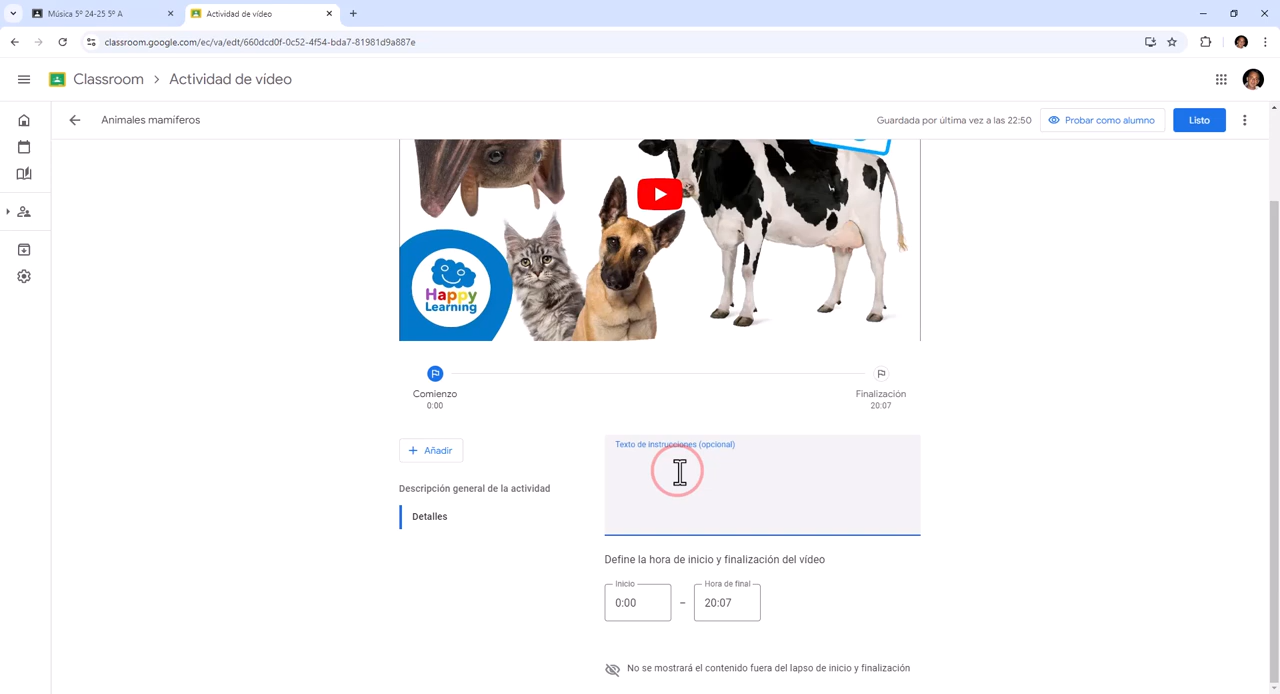 Música 5º 24-25 5º A
Actividad de vídeo
classroom.google.com/ec/va/edt/660dcd0f-0c52-4f54-bda7-81981d9a887e
Classroom > Actividad de vídeo
Animales mamíferos
Guardada por última vez a las 22:50
Probar como alumno
Listo
Happy
Learning
Comienzo
0:00
Finalización
20:07
+ Añadir
Texto de instrucciones (opcional)
Descripción general de la actividad
Detalles
Define la hora de inicio y finalización del vídeo
Inicio
0:00
–
Hora de final
20:07
No se mostrará el contenido fuera del lapso de inicio y finalización